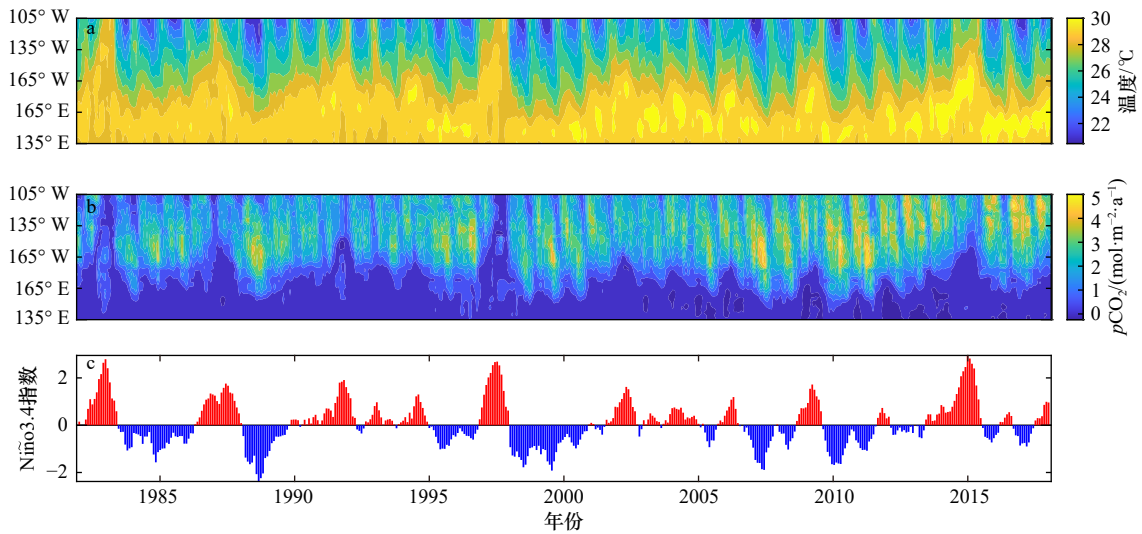 a
105° W
135° W
165° W
165° E
135° E
30
28
26
24
22
温度/°C
b
105° W
135° W
165° W
165° E
135° E
5
4
3
2
1
0
pCO₂/(mol·m⁻²·a⁻¹)
c
2
0
−2
Niño3.4指数
1985 1990 1995 2000 2005 2010 2015
年份